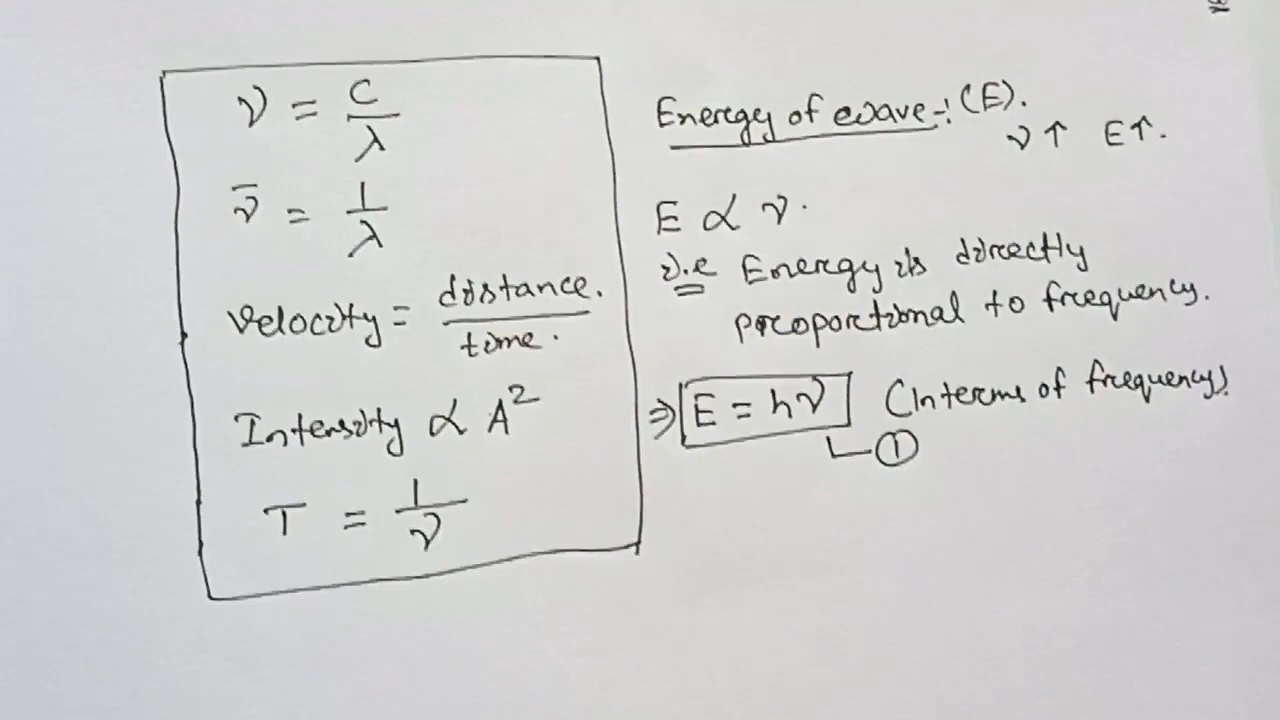 ν = c/λ
ν̄ = 1/λ
Velocity = distance. / time.
Intensity ∝ A²
T = 1/ν
Energy of wave :- (E).
ν ↑ E ↑.
E ∝ ν.
i.e Energy is directly
proportional to frequency.
⇒ E = hν (In terms of frequency).
①